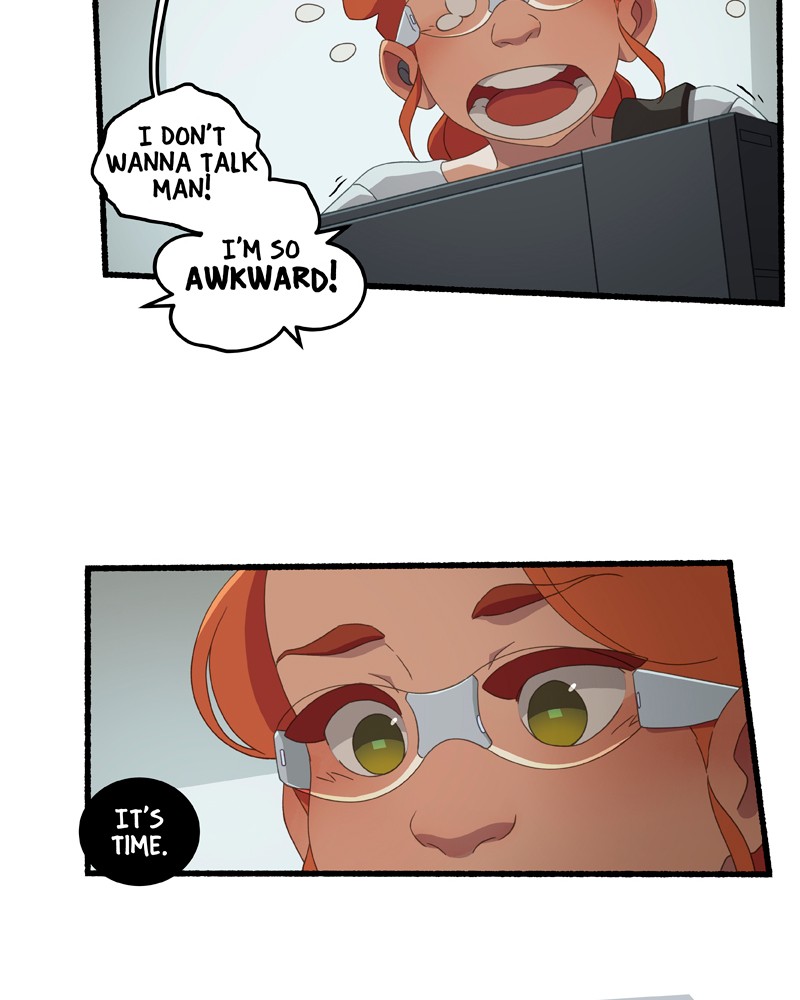 I DON'T
WANNA TALK
MAN!
I'M SO
AWKWARD!
IT'S
TIME.